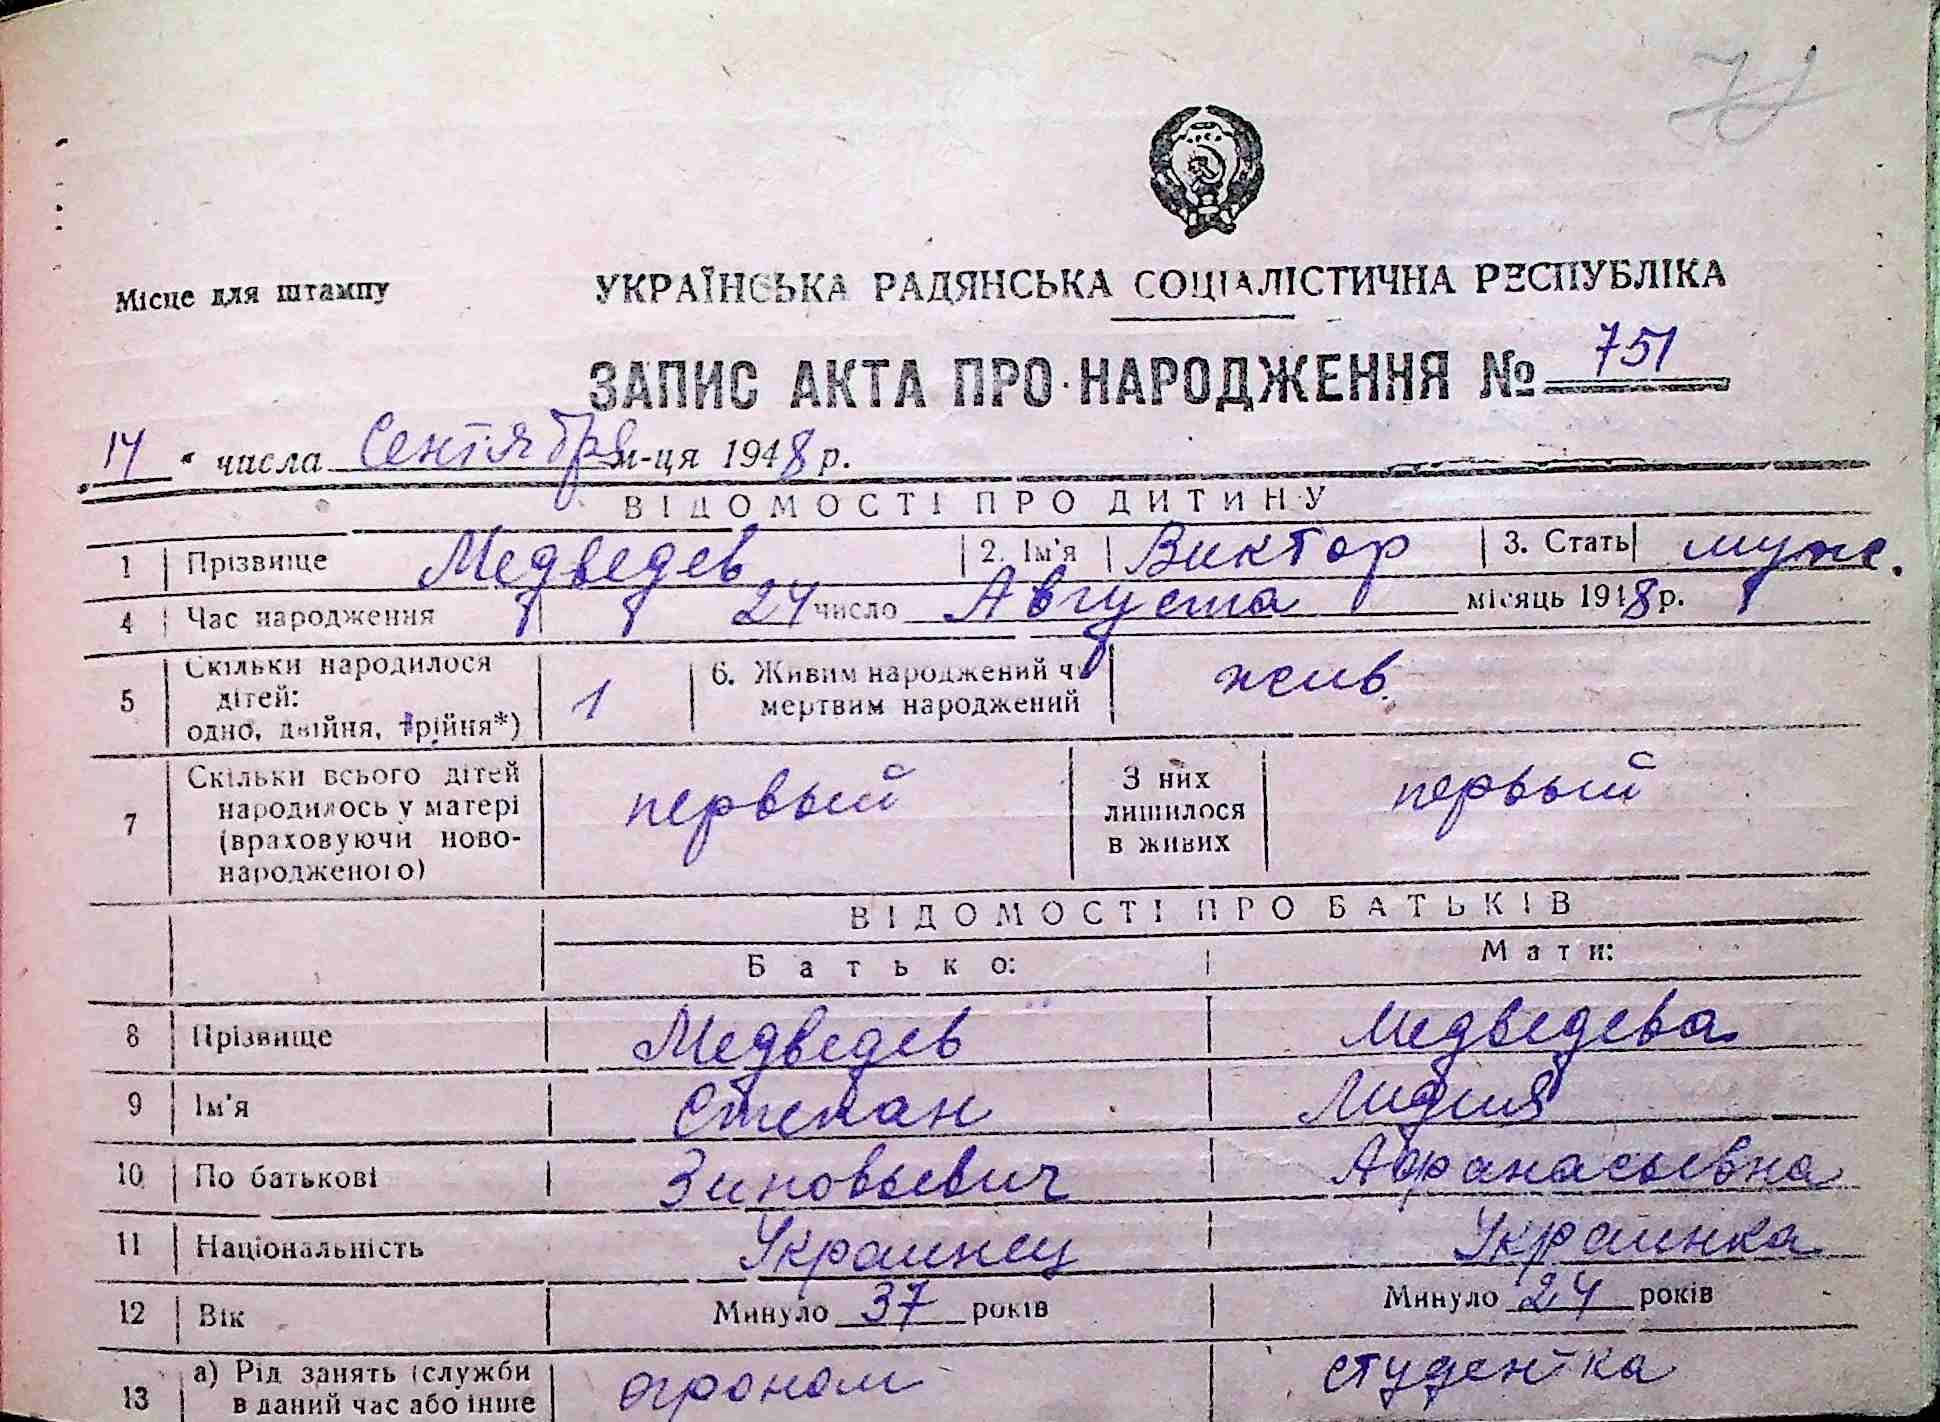 Місце для штампу
УКРАЇНСЬКА РАДЯНСЬКА СОЦІАЛІСТИЧНА РЕСПУБЛІКА
ЗАПИС АКТА ПРО НАРОДЖЕННЯ № 751
14 числа Сентября м-ця 1948 р.
ВІДОМОСТІ ПРО ДИТИНУ
1 Прізвище Медведев 2. Ім'я Виктор 3. Стать муж.
4 Час народження 24 число Августа місяць 1948 р.
5 Скільки народилося дітей: одно, двійня, трійня*) 1 6. Живим народжений чи мертвим народжений жив.
7 Скільки всього дітей народилось у матері (враховуючи ново-народженого) первый З них лишилося в живих первый
ВІДОМОСТІ ПРО БАТЬКІВ
Батько: Мати:
8 Прізвище Медведев Медведева
9 Ім'я Степан Лидия
10 По батькові Зиновьевич Афанасьевна
11 Національність Украинец Украинка
12 Вік Минуло 37 років Минуло 24 років
13 а) Рід занять (служби в даний час або інше агроном студентка